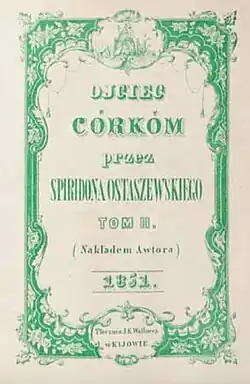 OJCIEC
CÓRKÓM
przez
SPIRIDONA OSTASZEWSKIEGO
TOM II.
(Nakładem Awtora)
1851.
w KIJOWIE